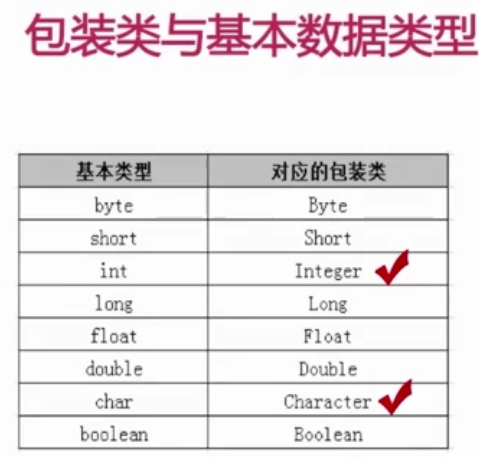 包装类与基本数据类型
基本类型 对应的包装类
byte Byte
short Short
int Integer
long Long
float Float
double Double
char Character
boolean Boolean